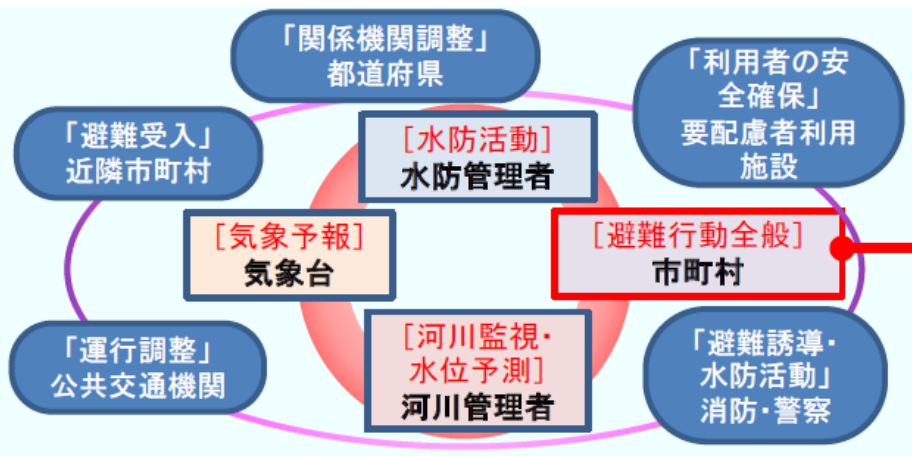 「関係機関調整」
都道府県
「利用者の安
全確保」
要配慮者利用
施設
「避難受入」
近隣市町村
[水防活動]
水防管理者
[気象予報]
気象台
[避難行動全般]
市町村
[河川監視・
水位予測]
河川管理者
「運行調整」
公共交通機関
「避難誘導・
水防活動」
消防・警察